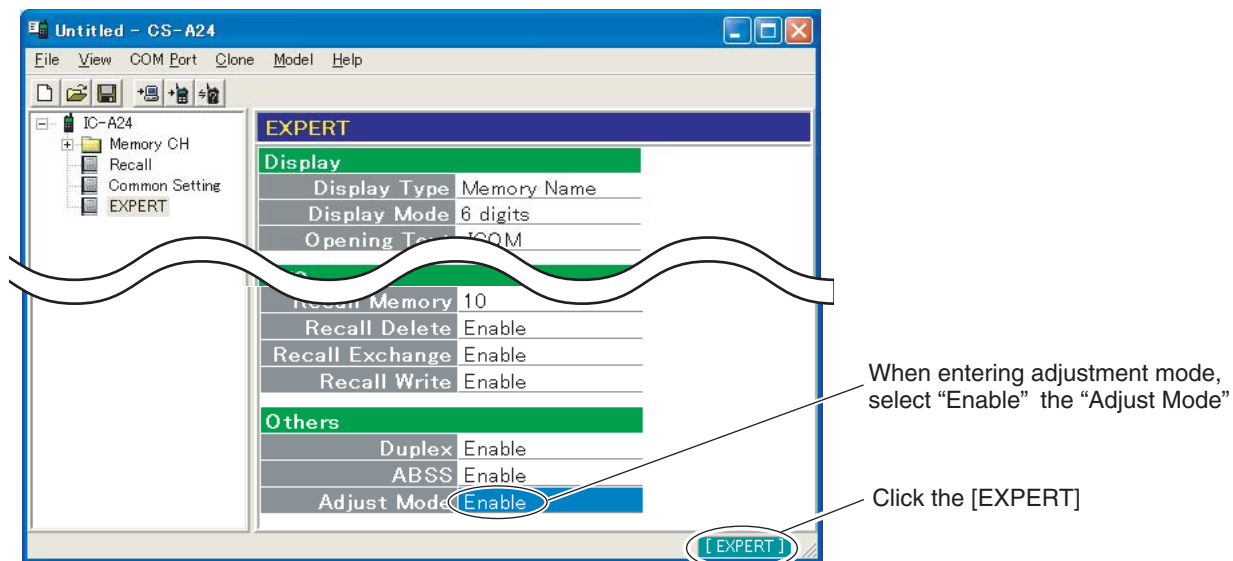 Untitled - CS-A24
File View COM Port Clone Model Help
IC-A24
Memory CH
Recall
Common Setting
EXPERT
EXPERT
Display
Display Type Memory Name
Display Mode 6 digits
Opening Text ICOM
Recall Memory 10
Recall Delete Enable
Recall Exchange Enable
Recall Write Enable
Others
Duplex Enable
ABSS Enable
Adjust Mode Enable
[ EXPERT ]
When entering adjustment mode,
select “Enable” the “Adjust Mode”
Click the [EXPERT]